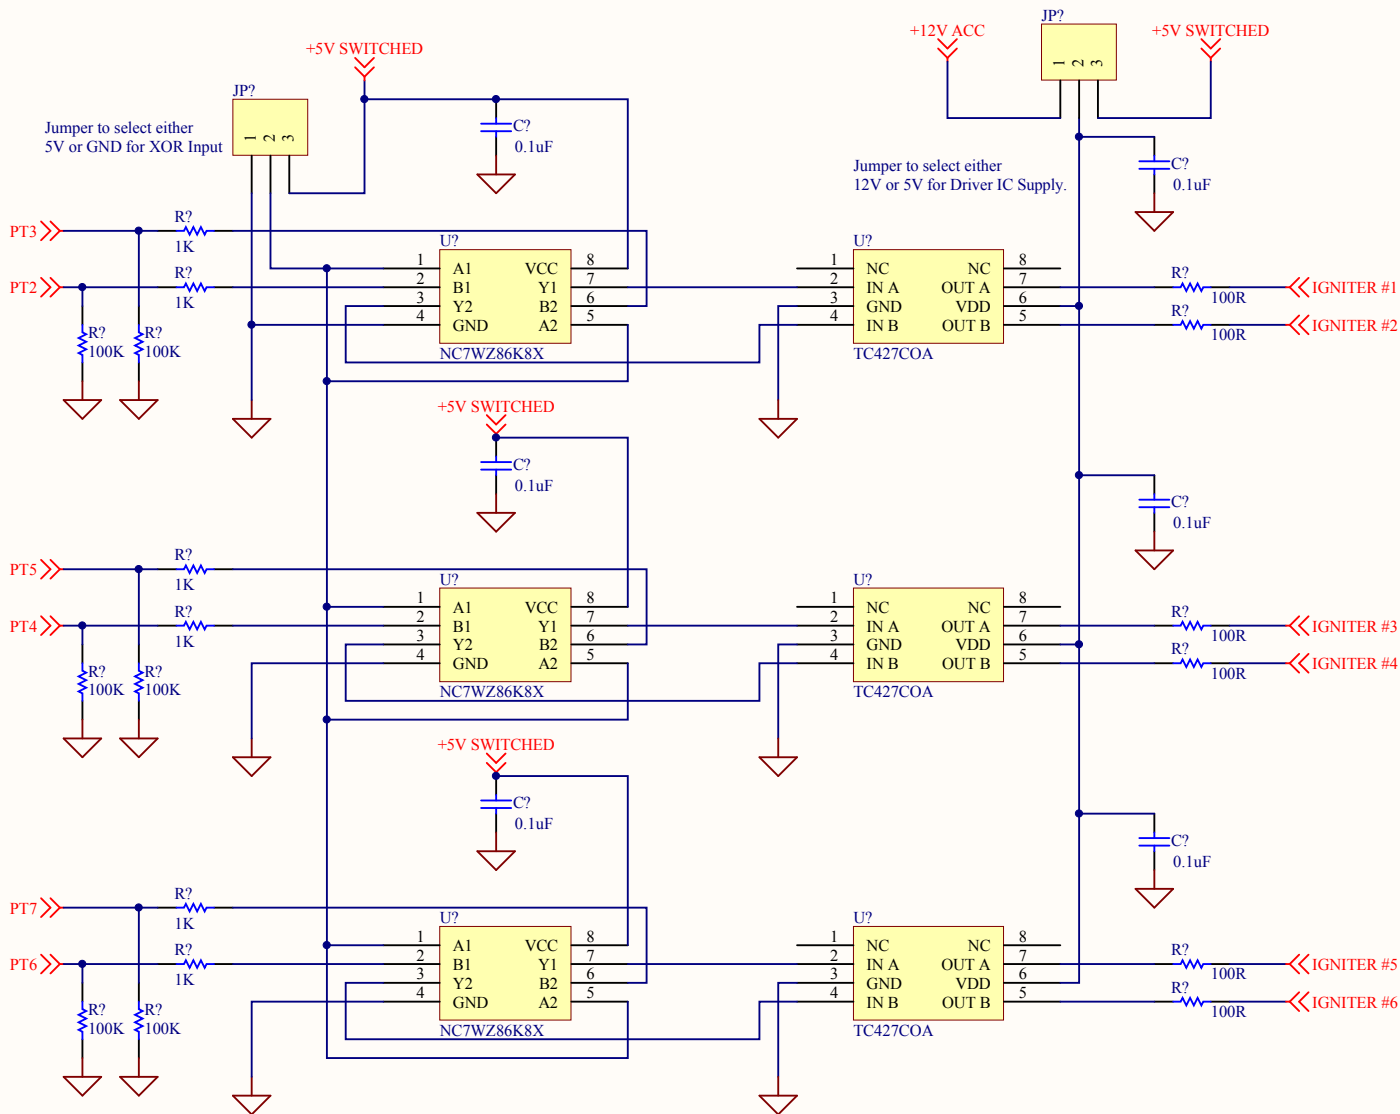 JP?
+12V ACC
+5V SWITCHED
1
2
3
+5V SWITCHED
JP?
1
2
3
Jumper to select either
5V or GND for XOR Input
C?
0.1uF
C?
0.1uF
Jumper to select either
12V or 5V for Driver IC Supply.
PT3
R?
1K
PT2
R?
1K
R?
100K
R?
100K
U?
1 A1 VCC 8
2 B1 Y1 7
3 Y2 B2 6
4 GND A2 5
NC7WZ86K8X
U?
1 NC NC 8
2 IN A OUT A 7
3 GND VDD 6
4 IN B OUT B 5
TC427COA
R?
100R
IGNITER #1
R?
100R
IGNITER #2
+5V SWITCHED
C?
0.1uF
C?
0.1uF
PT5
R?
1K
PT4
R?
1K
R?
100K
R?
100K
U?
1 A1 VCC 8
2 B1 Y1 7
3 Y2 B2 6
4 GND A2 5
NC7WZ86K8X
U?
1 NC NC 8
2 IN A OUT A 7
3 GND VDD 6
4 IN B OUT B 5
TC427COA
R?
100R
IGNITER #3
R?
100R
IGNITER #4
+5V SWITCHED
C?
0.1uF
C?
0.1uF
PT7
R?
1K
PT6
R?
1K
R?
100K
R?
100K
U?
1 A1 VCC 8
2 B1 Y1 7
3 Y2 B2 6
4 GND A2 5
NC7WZ86K8X
U?
1 NC NC 8
2 IN A OUT A 7
3 GND VDD 6
4 IN B OUT B 5
TC427COA
R?
100R
IGNITER #5
R?
100R
IGNITER #6